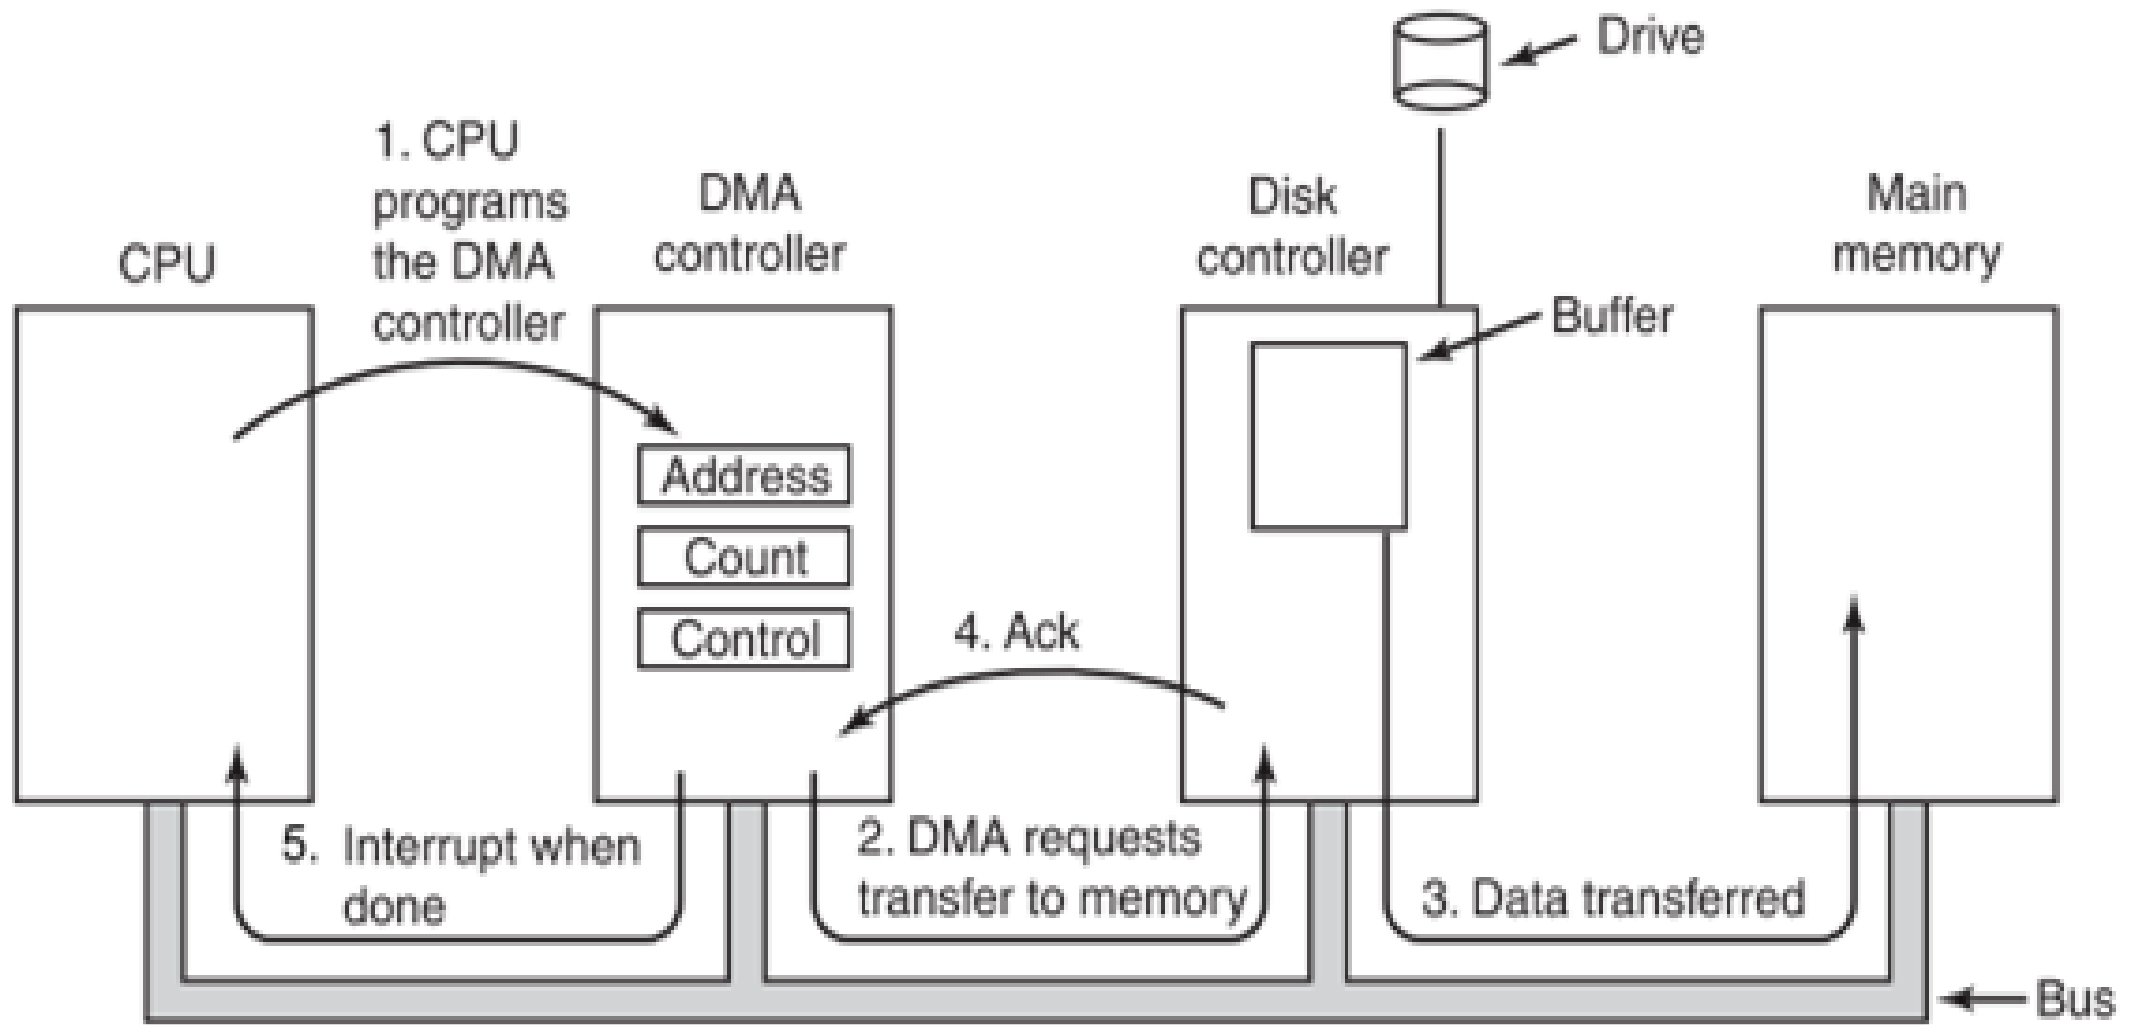 Drive
1. CPU
programs
the DMA
controller
CPU
DMA
controller
Disk
controller
Main
memory
Buffer
Address
Count
Control
4. Ack
5. Interrupt when
done
2. DMA requests
transfer to memory
3. Data transferred
Bus